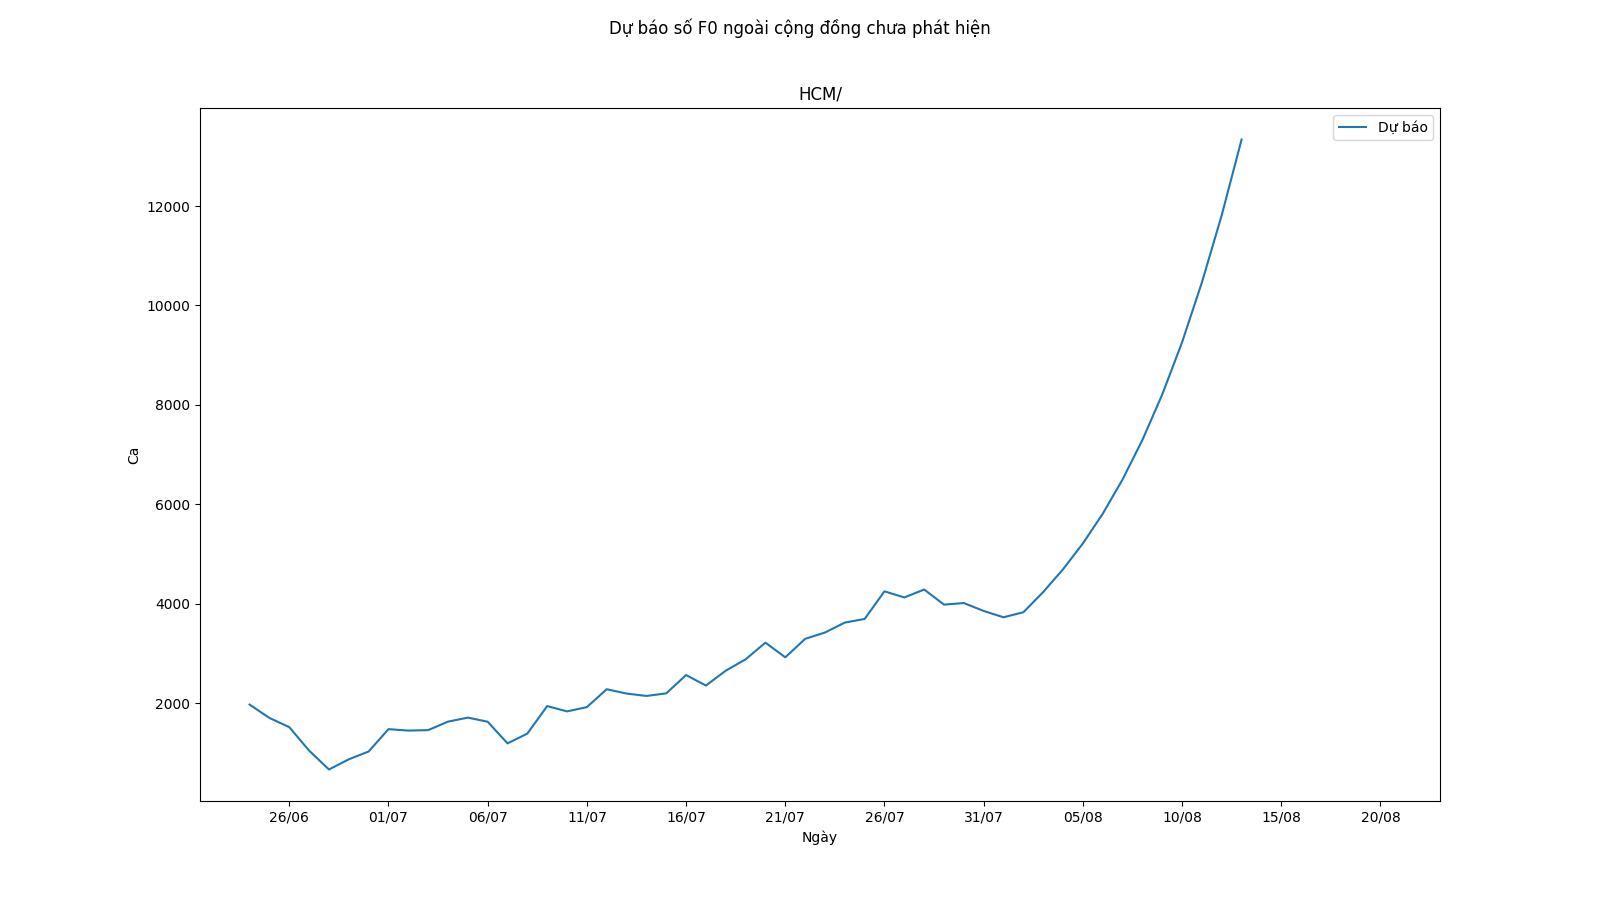 Dự báo số F0 ngoài cộng đồng chưa phát hiện
HCM/
Dự báo
12000
10000
8000
6000
4000
2000
Ca
26/06 01/07 06/07 11/07 16/07 21/07 26/07 31/07 05/08 10/08 15/08 20/08
Ngày